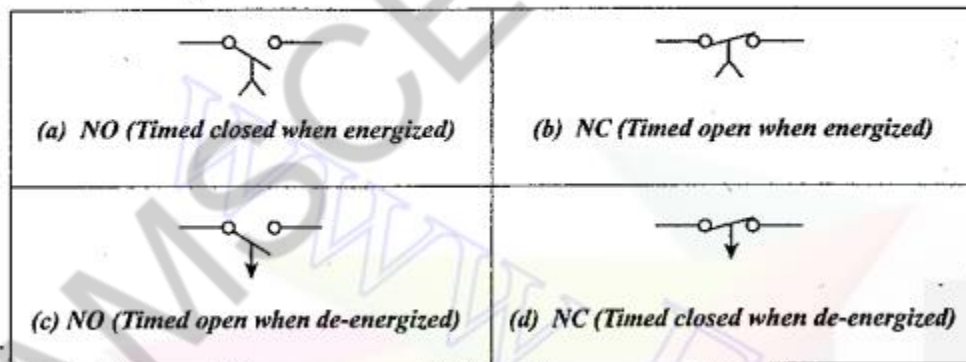 (a) NO (Timed closed when energized)
(b) NC (Timed open when energized)
(c) NO (Timed open when de-energized)
(d) NC (Timed closed when de-energized)